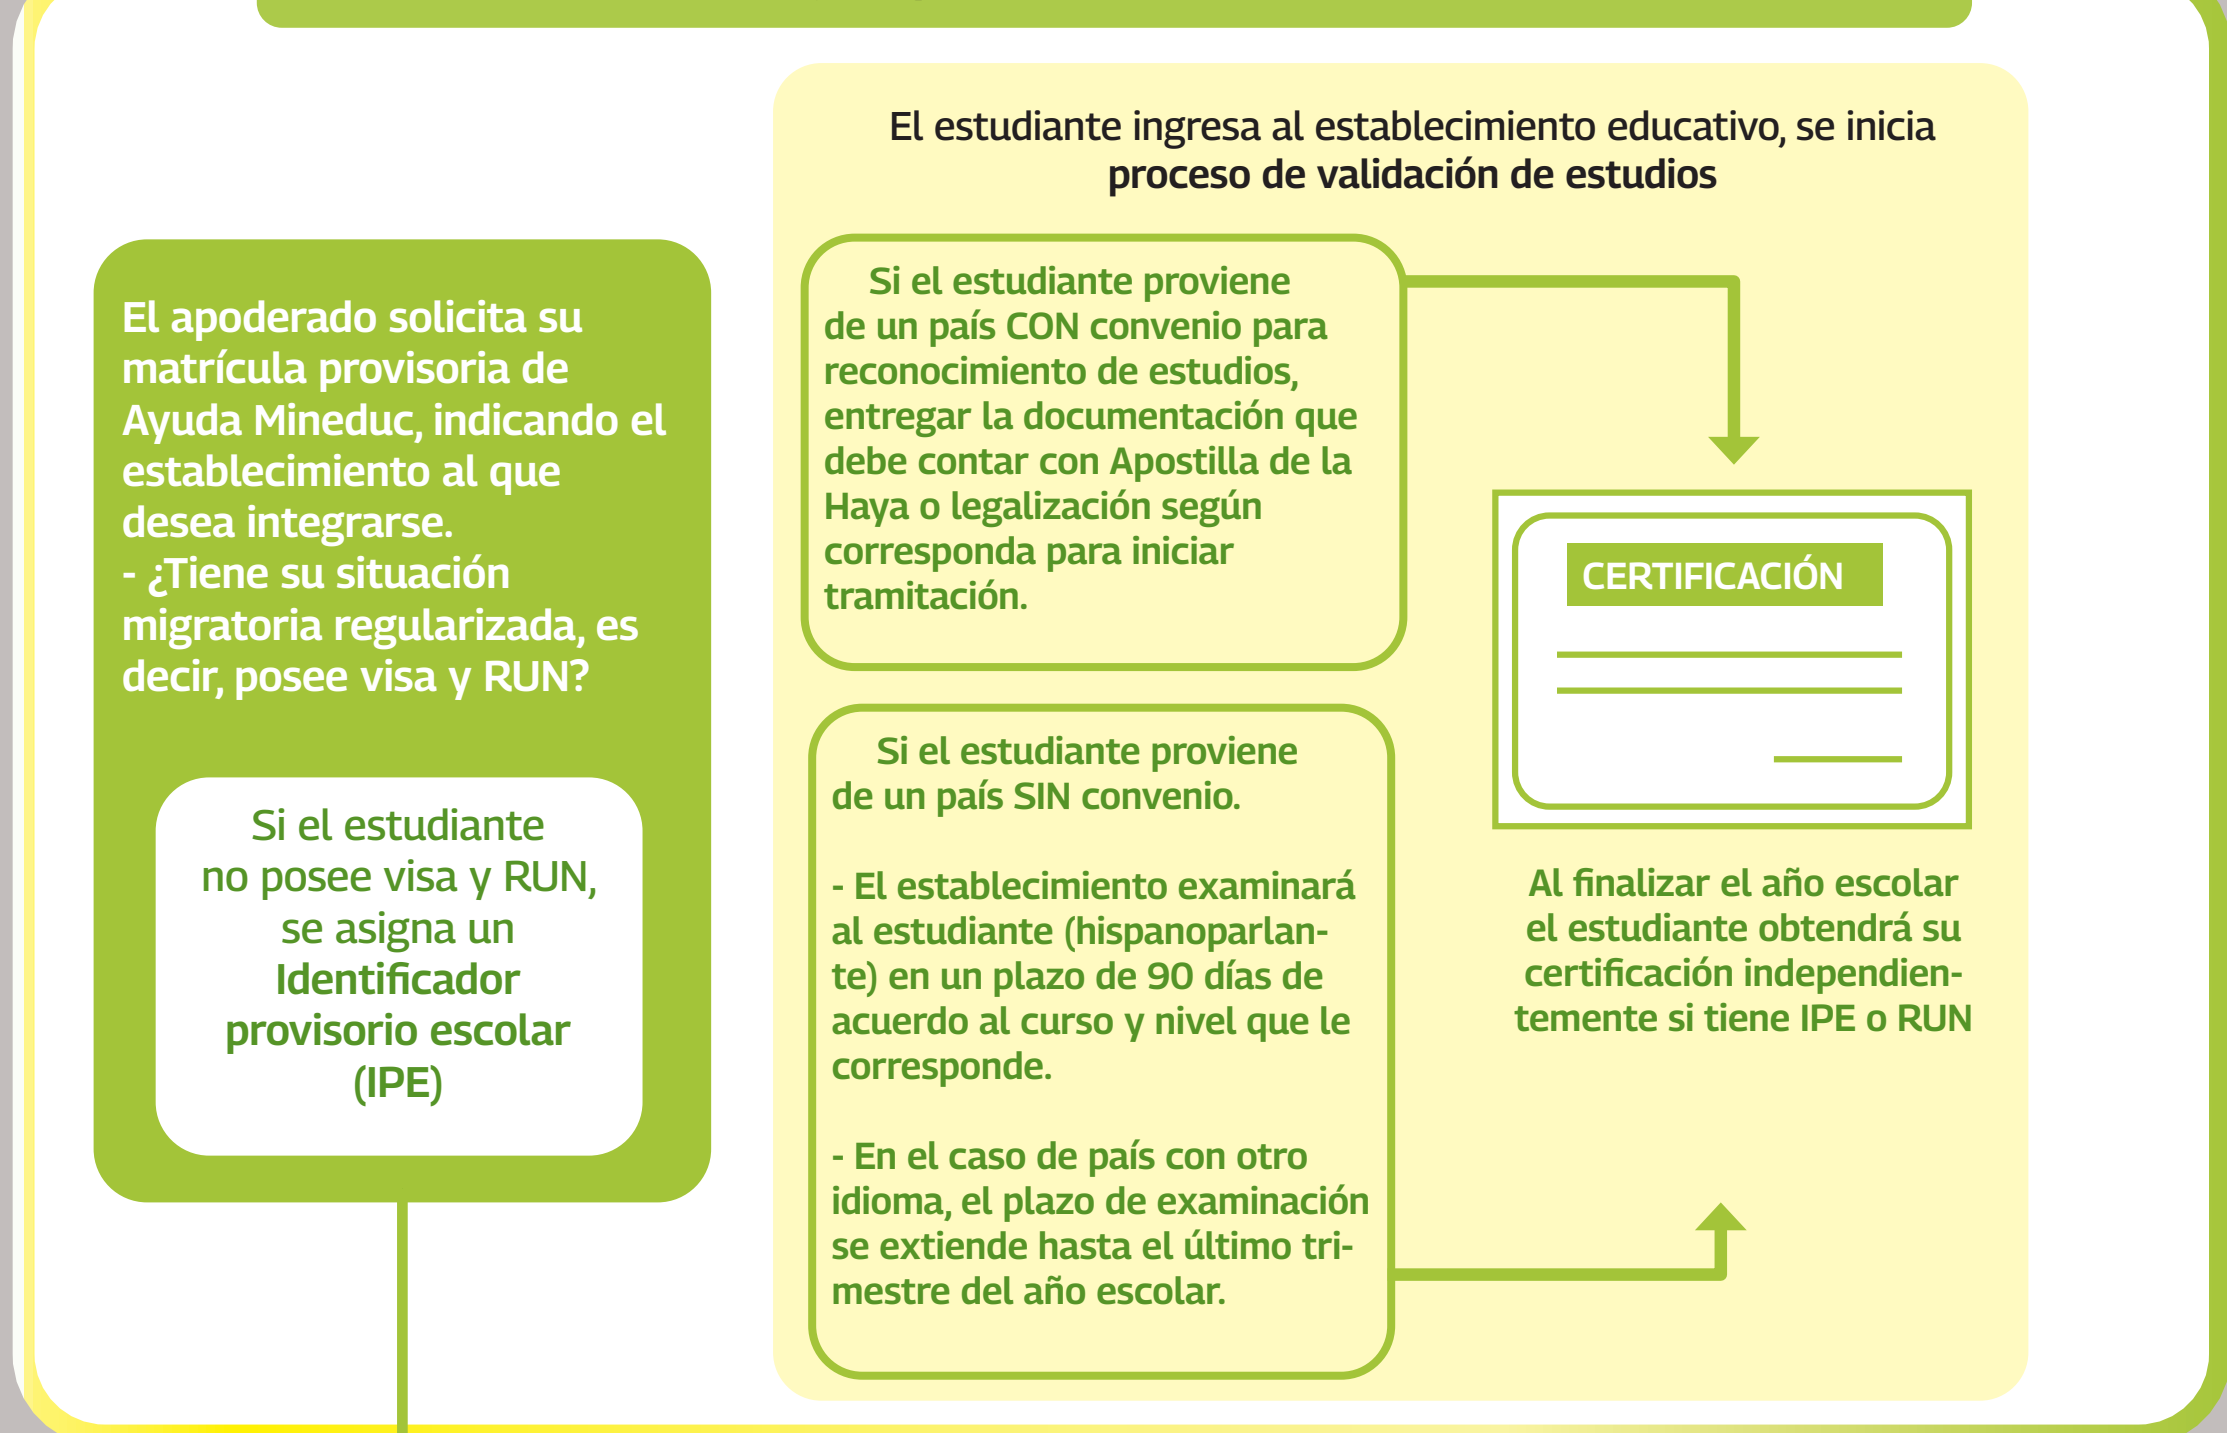 El apoderado solicita su
matrícula provisoria de
Ayuda Mineduc, indicando el
establecimiento al que
desea integrarse.
- ¿Tiene su situación
migratoria regularizada, es
decir, posee visa y RUN?
Si el estudiante
no posee visa y RUN,
se asigna un
Identificador
provisorio escolar
(IPE)
El estudiante ingresa al establecimiento educativo, se inicia
proceso de validación de estudios
Si el estudiante proviene
de un país CON convenio para
reconocimiento de estudios,
entregar la documentación que
debe contar con Apostilla de la
Haya o legalización según
corresponda para iniciar
tramitación.
Si el estudiante proviene
de un país SIN convenio.
- El establecimiento examinará
al estudiante (hispanoparlan-
te) en un plazo de 90 días de
acuerdo al curso y nivel que le
corresponde.
- En el caso de país con otro
idioma, el plazo de examinación
se extiende hasta el último tri-
mestre del año escolar.
CERTIFICACIÓN
Al finalizar el año escolar
el estudiante obtendrá su
certificación independien-
temente si tiene IPE o RUN